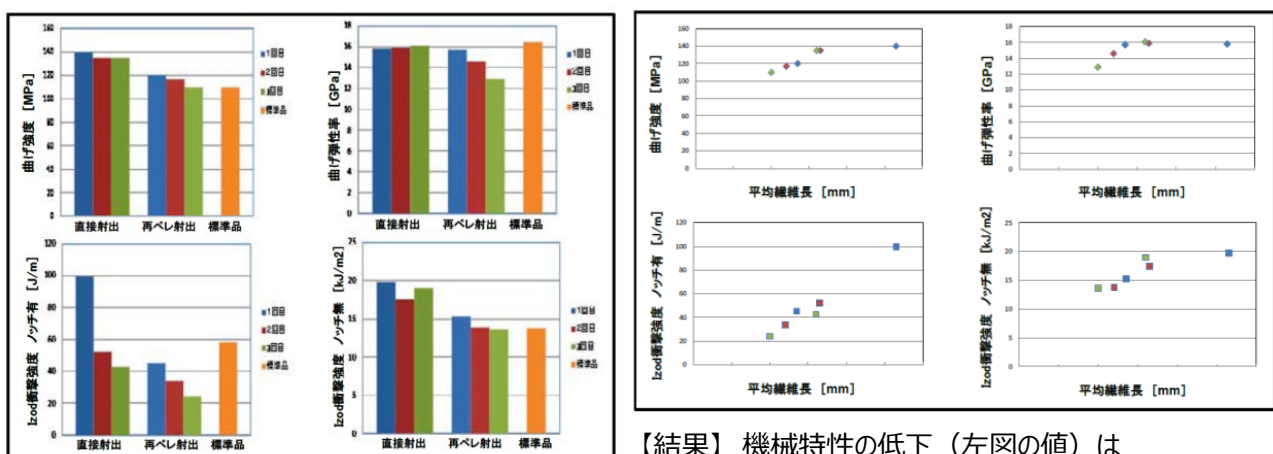 160
140
120
100
80
60
40
20
0
曲げ強度 [MPa]
直接射出 再ペレ射出 標準品
1回目
2回目
3回目
標準品
18
16
14
12
10
8
6
4
2
0
曲げ弾性率 [GPa]
直接射出 再ペレ射出 標準品
1回目
2回目
3回目
標準品
120
100
80
60
40
20
0
Izod衝撃強度 ノッチ有 [J/m]
直接射出 再ペレ射出 標準品
1回目
2回目
3回目
標準品
25
20
15
10
5
0
Izod衝撃強度 ノッチ無 [kJ/m2]
直接射出 再ペレ射出 標準品
1回目
2回目
3回目
標準品
160
140
120
100
80
60
40
20
0
曲げ強度 [MPa]
平均繊維長 [mm]
18
16
14
12
10
8
6
4
2
0
曲げ弾性率 [GPa]
平均繊維長 [mm]
120
100
80
60
40
20
0
Izod衝撃強度 ノッチ有 [J/m]
平均繊維長 [mm]
25
20
15
10
5
0
Izod衝撃強度 ノッチ無 [kJ/m2]
平均繊維長 [mm]
【結果】 機械特性の低下（左図の値）は